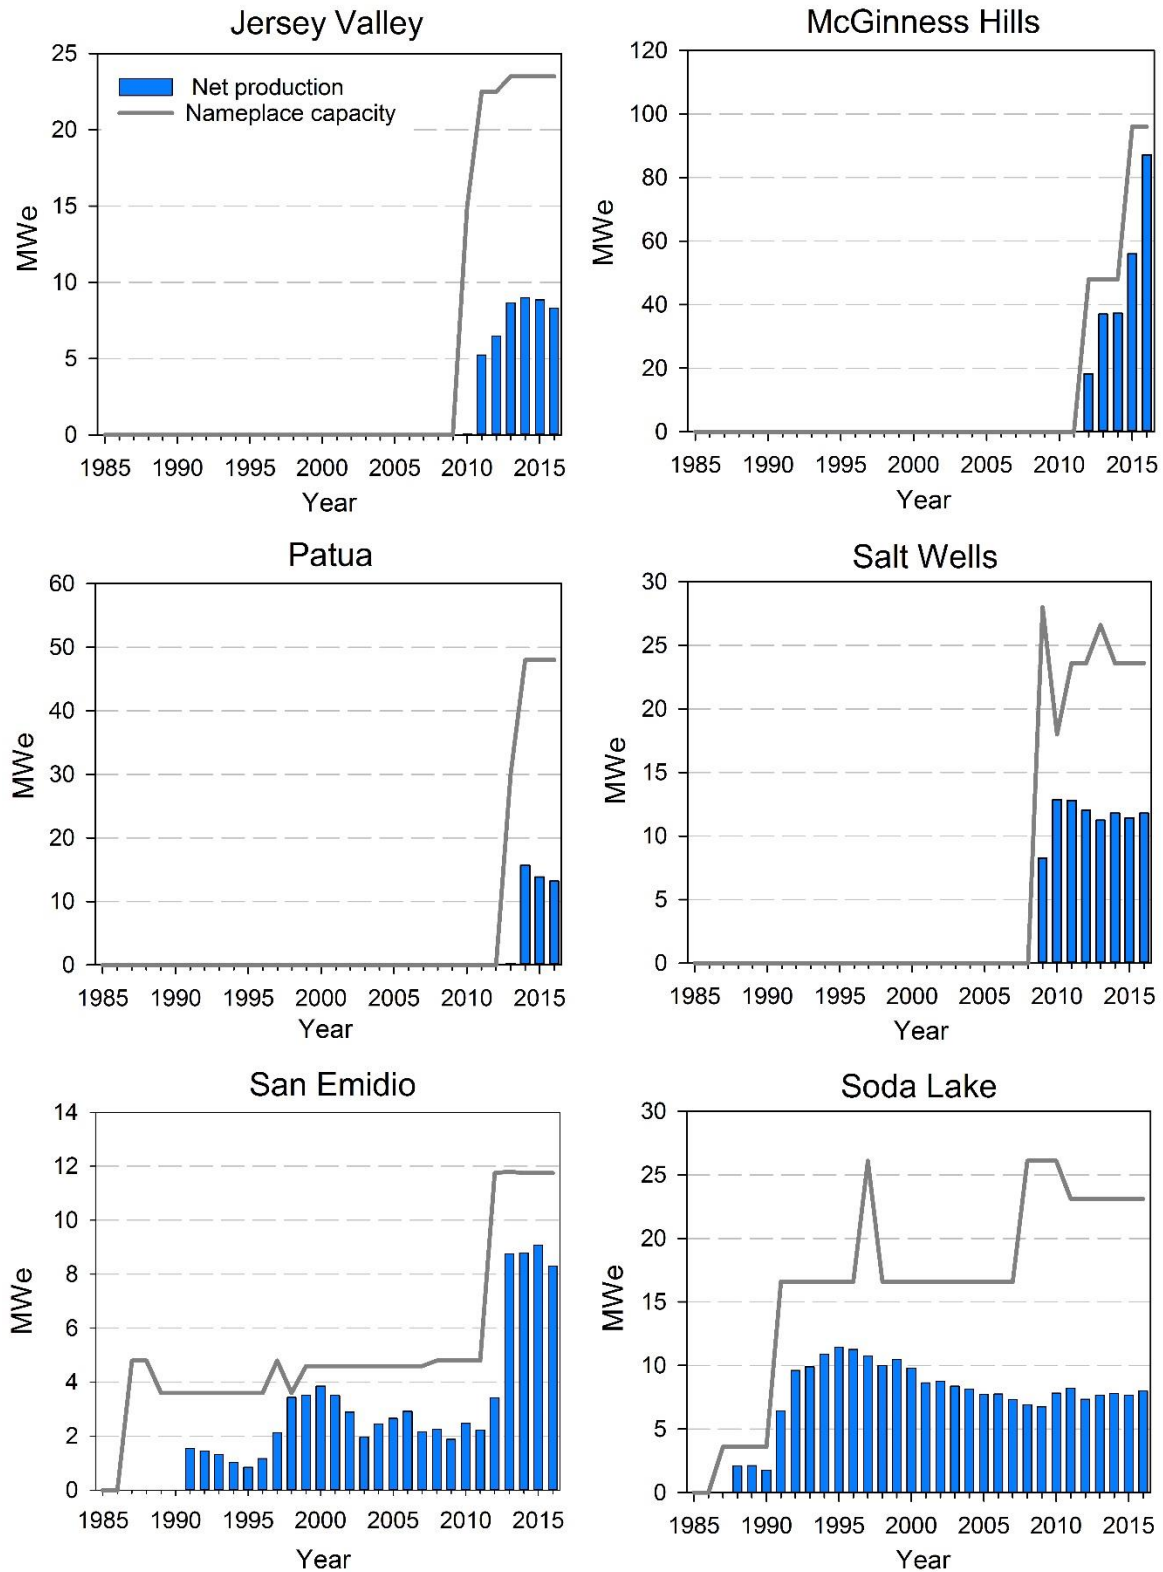 Jersey Valley
25
20
15
10
5
0
MWe
Net production
Nameplace capacity
1985 1990 1995 2000 2005 2010 2015
Year
McGinness Hills
120
100
80
60
40
20
0
MWe
1985 1990 1995 2000 2005 2010 2015
Year
Patua
60
50
40
30
20
10
0
MWe
1985 1990 1995 2000 2005 2010 2015
Year
Salt Wells
30
25
20
15
10
5
0
MWe
1985 1990 1995 2000 2005 2010 2015
Year
San Emidio
14
12
10
8
6
4
2
0
MWe
1985 1990 1995 2000 2005 2010 2015
Year
Soda Lake
30
25
20
15
10
5
0
MWe
1985 1990 1995 2000 2005 2010 2015
Year